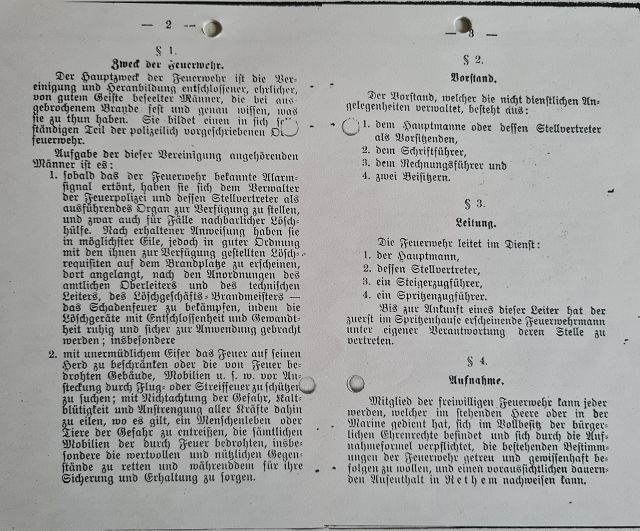 — 2 —
§ 1.
Zweck der Feuerwehr.
Der Hauptzweck der Feuerwehr ist die Ver-
einigung und Heranbildung entschlossener, ehrlicher,
von gutem Geiste beseelter Männer, die bei aus-
gebrochenem Brande fest und genau wissen, was
sie zu thun haben. Sie bildet einen in sich
ständigen Teil der polizeilich vorgeschriebenen
feuerwehr.
Aufgabe der dieser Vereinigung angehörenden
Männer ist es:
1. sobald das der Feuerwehr bekannte Alarm-
signal ertönt, haben sie sich dem Verwalter
der Feuerpolizei und dessen Stellvertreter als
ausführendes Organ zur Verfügung zu stellen,
und zwar auch für Fälle nachbarlicher Lösch-
hülfe. Nach erhaltener Anweisung haben sie
in möglichster Eile, jedoch in guter Ordnung
mit den ihnen zur Verfügung gestellten Lösch-
requisiten auf dem Brandplatze zu erscheinen,
dort angelangt, nach den Anordnungen des
amtlichen Oberleiters und des technischen
Leiters, des Löschgeschäfts-Brandmeisters —
das Schadenfeuer zu bekämpfen, indem die
Löschgeräte mit Entschlossenheit und Gewandt-
heit ruhig und sicher zur Anwendung gebracht
werden; insbesondere
2. mit unermüdlichem Eifer das Feuer auf seinen
Herd zu beschränken oder die von Feuer be-
drohten Gebäude, Mobilien u. s. w. vor An-
steckung durch Flug- oder Streiffeuer zu schützen
zu suchen; mit Nichtachtung der Gefahr, Kalt-
blütigkeit und Anstrengung aller Kräfte dahin
zu eilen, wo es gilt, ein Menschenleben oder
Tiere der Gefahr zu entreißen, die sämtlichen
Mobilien der durch Feuer bedrohten, insbe-
sondere die wertvollen und nützlichen Gegen-
stände zu retten und währenddem für ihre
Sicherung und Erhaltung zu sorgen.
— 3 —
§ 2.
Vorstand.
Der Vorstand, welcher die nicht dienstlichen An-
gelegenheiten verwaltet, besteht aus:
1. dem Hauptmanne oder dessen Stellvertreter
als Vorsitzenden,
2. dem Schriftführer,
3. dem Rechnungsführer und
4. zwei Beisitzern.
§ 3.
Leitung.
Die Feuerwehr leitet im Dienst:
1. der Hauptmann,
2. dessen Stellvertreter,
3. ein Steigerzugführer,
4. ein Spritzenzugführer.
Bis zur Ankunft eines dieser Leiter hat der
zuerst im Spritzenhause erscheinende Feuerwehrmann
unter eigener Verantwortung deren Stelle zu
vertreten.
§ 4.
Aufnahme.
Mitglied der freiwilligen Feuerwehr kann jeder
werden, welcher im stehenden Heere oder in der
Marine gedient hat, sich im Vollbesitz der bürger-
lichen Ehrenrechte befindet und sich durch die Auf-
nahmeformel verpflichtet, die bestehenden Bestimm-
ungen der Feuerwehr getreu und gewissenhaft be-
folgen zu wollen, und einen voraussichtlichen dauern-
den Aufenthalt in Rethem nachweisen kann.